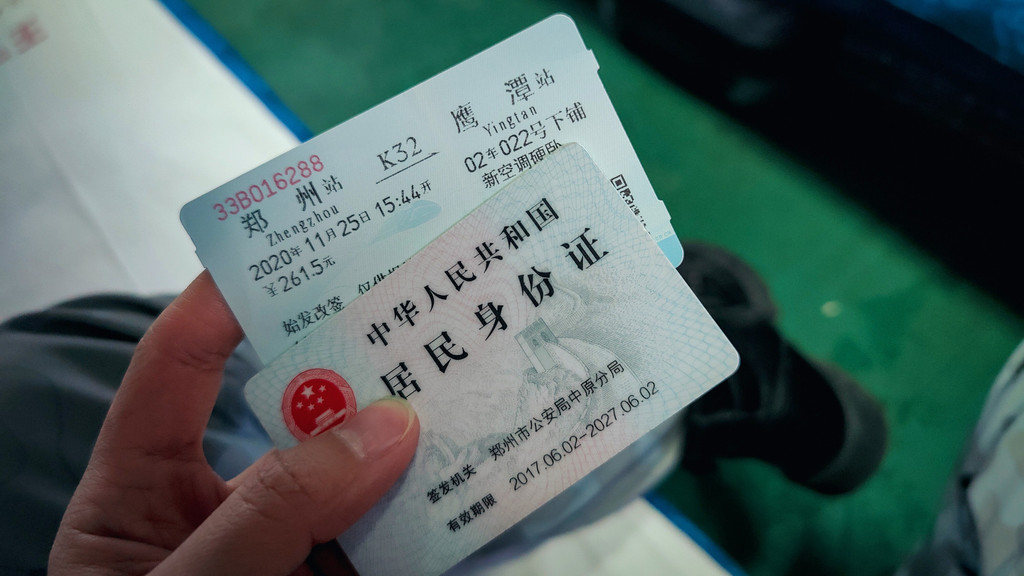 33B016288
郑州站
Zhengzhou
K32
鹰潭站
Yingtan
2020年11月25日 15:44开
02车022号下铺
¥261.5元
新空调硬卧
始发改签
中华人民共和国
居民身份证
签发机关 郑州市公安局中原分局
有效期限 2017.06.02-2027.06.02